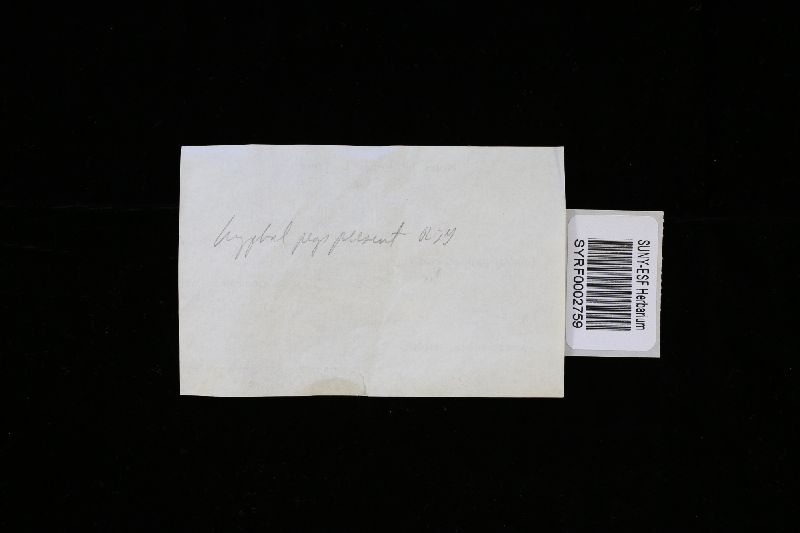 hyphal pegs present
SUNY-ESF Herbarium
SYRF0002759